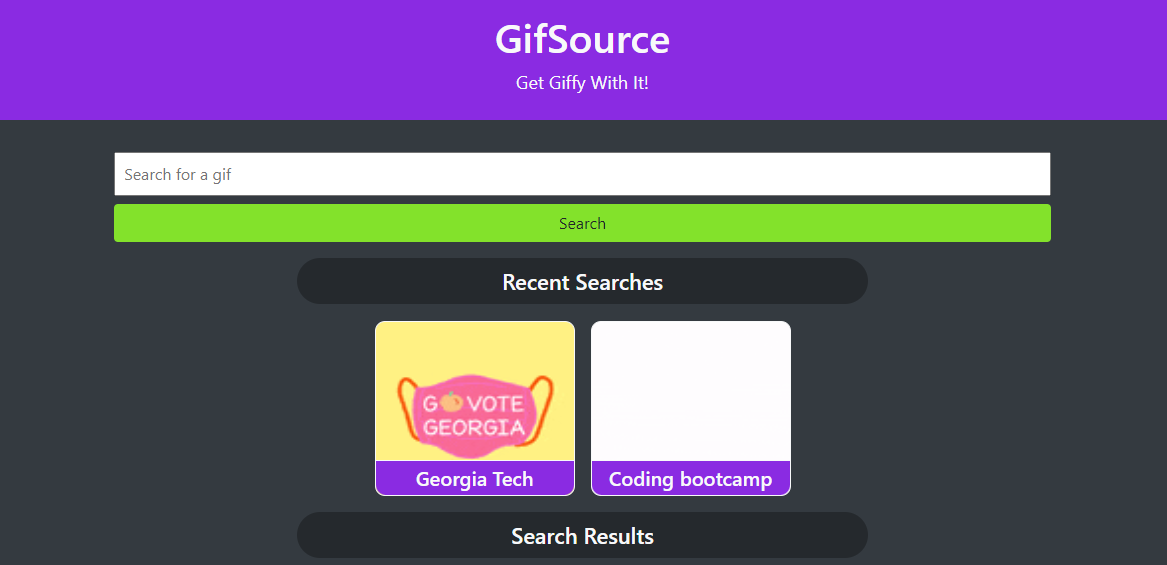 GifSource
Get Giffy With It!
Search for a gif
Search
Recent Searches
G VOTE
GEORGIA
Georgia Tech
Coding bootcamp
Search Results